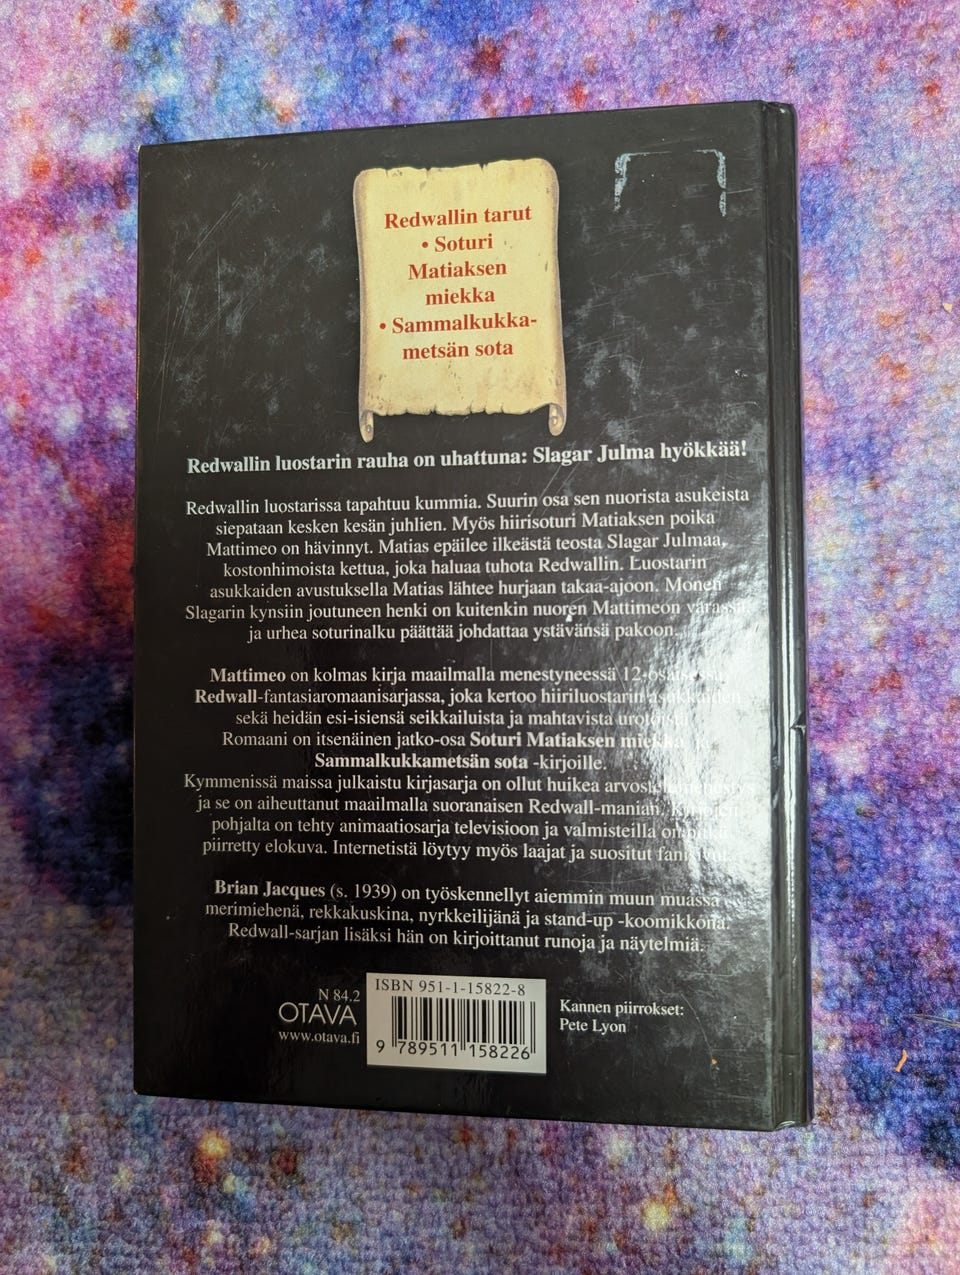 Redwallin tarut
• Soturi
Matiaksen
miekka
• Sammalkukka-
metsän sota
Redwallin luostarin rauha on uhattuna: Slagar Julma hyökkää!
Redwallin luostarissa tapahtuu kummia. Suurin osa sen nuorista asukeista
siepataan kesken kesän juhlien. Myös hiirisoturi Matiaksen poika
Mattimeo on hävinnyt. Matias epäilee ilkeästä teosta Slagar Julmaa,
kostonhimoista kettua, joka haluaa tuhota Redwallin. Luostarin
asukkaiden avustuksella Matias lähtee hurjaan takaa-ajoon. Monen
Slagarin kynsiin joutuneen henki on kuitenkin nuoren Mattimeon varassa,
ja urhea soturinalku päättää johdattaa ystävänsä pakoon.
Mattimeo on kolmas kirja maailmalla menestyneessä 12-osaisessa
Redwall-fantasiaromaanisarjassa, joka kertoo hiiriluostarin asukkaiden
sekä heidän esi-isiensä seikkailuista ja mahtavista urotöistä.
Romaani on itsenäinen jatko-osa Soturi Matiaksen miekka
Sammalkukkametsän sota -kirjoille.
Kymmenissä maissa julkaistu kirjasarja on ollut huikea arvostelumenestys
ja se on aiheuttanut maailmalla suoranaisen Redwall-manian. Kirjojen
pohjalta on tehty animaatiosarja televisioon ja valmisteilla on pitkä
piirretty elokuva. Internetistä löytyy myös laajat ja suositut fanisivut.
Brian Jacques (s. 1939) on työskennellyt aiemmin muun muassa
merimiehenä, rekkakuskina, nyrkkeilijänä ja stand-up -koomikkona.
Redwall-sarjan lisäksi hän on kirjoittanut runoja ja näytelmiä.
N 84.2
OTAVA
www.otava.fi
ISBN 951-1-15822-8
9 789511 158226
Kannen piirrokset:
Pete Lyon